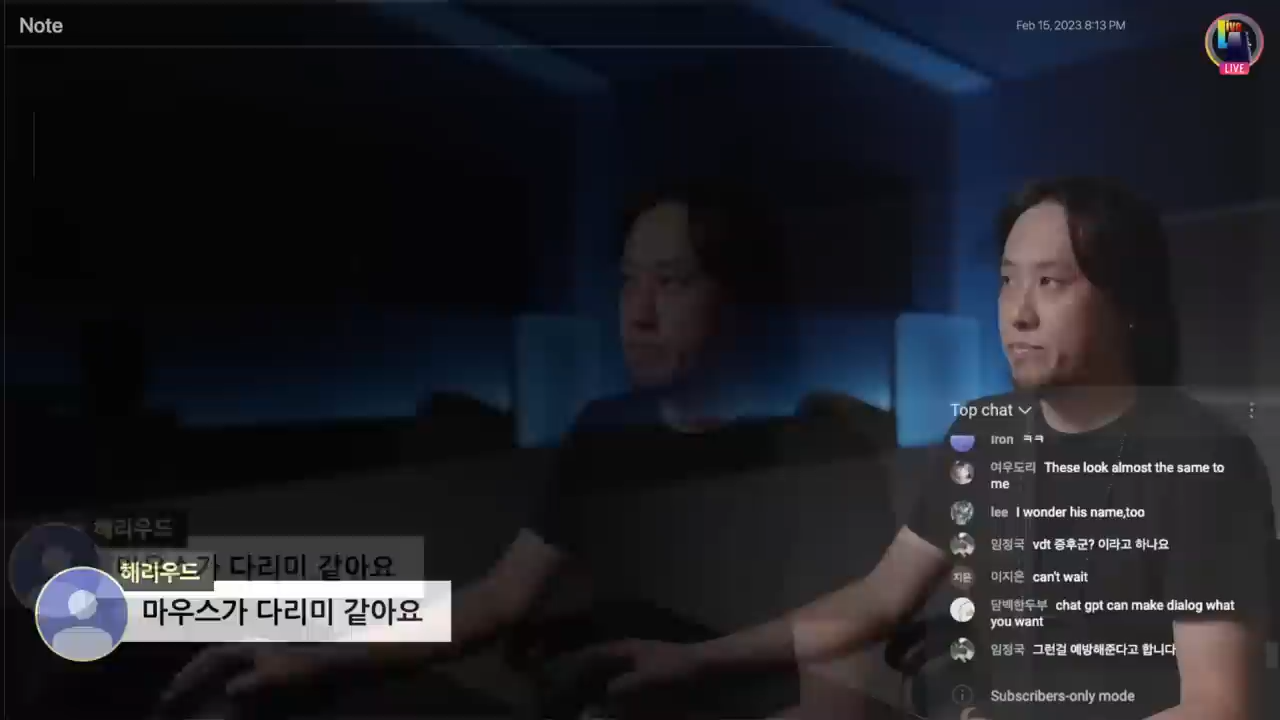 Note
Feb 15, 2023 8:13 PM
Live
LIVE
Top chat
Iron ㅋㅋ
여우도리 These look almost the same to
me
lee I wonder his name,too
임정국 vdt 증후군? 이라고 하나요
지은 이지은 can't wait
담백한두부 chat gpt can make dialog what
you want
임정국 그런걸 예방해준다고 합니다
Subscribers-only mode
해리우드
마우스가 다리미 같아요
해리우드
마우스가 다리미 같아요